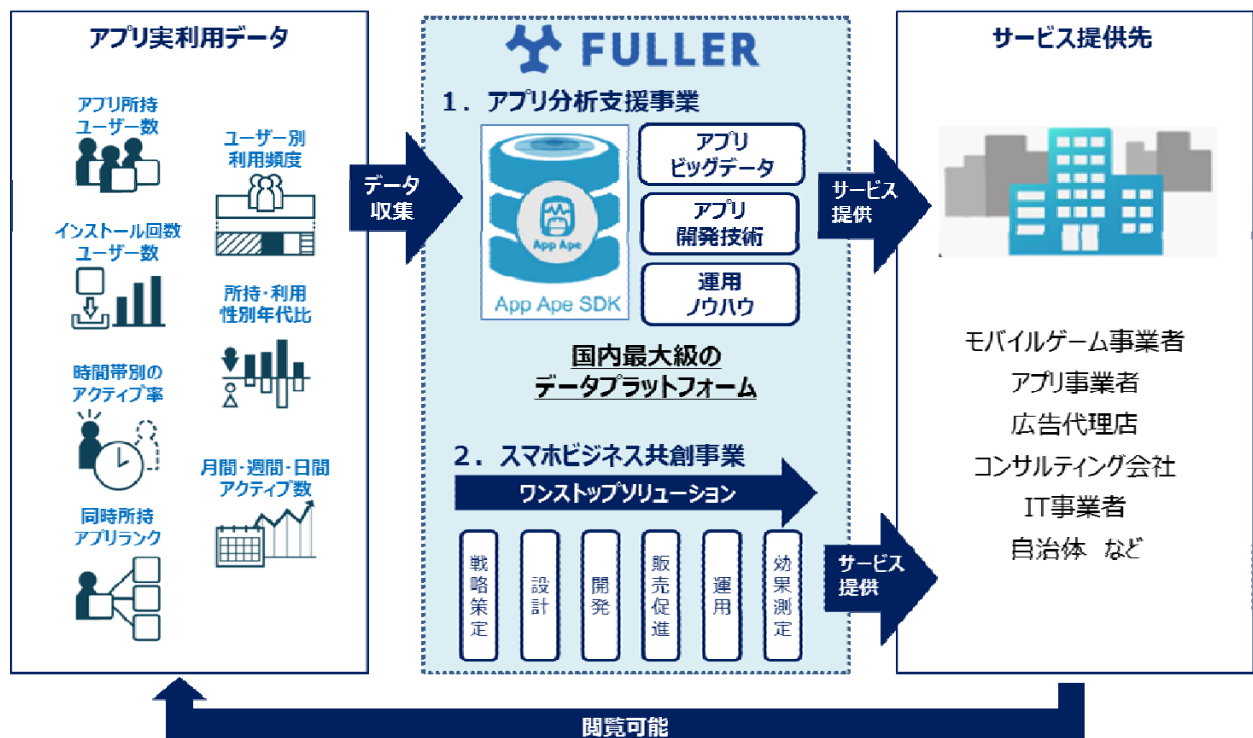 アプリ実利用データ
アプリ所持
ユーザー数
ユーザー別
利用頻度
インストール回数
ユーザー数
所持・利用
性別年代比
時間帯別の
アクティブ率
月間・週間・日間
アクティブ数
同時所持
アプリランク
データ
収集
FULLER
1．アプリ分析支援事業
App Ape
App Ape SDK
アプリ
ビッグデータ
アプリ
開発技術
運用
ノウハウ
国内最大級の
データプラットフォーム
2．スマホビジネス共創事業
ワンストップソリューション
戦略策定
設計
開発
販売促進
運用
効果測定
サービス
提供
サービス
提供
サービス提供先
モバイルゲーム事業者
アプリ事業者
広告代理店
コンサルティング会社
IT事業者
自治体 など
閲覧可能